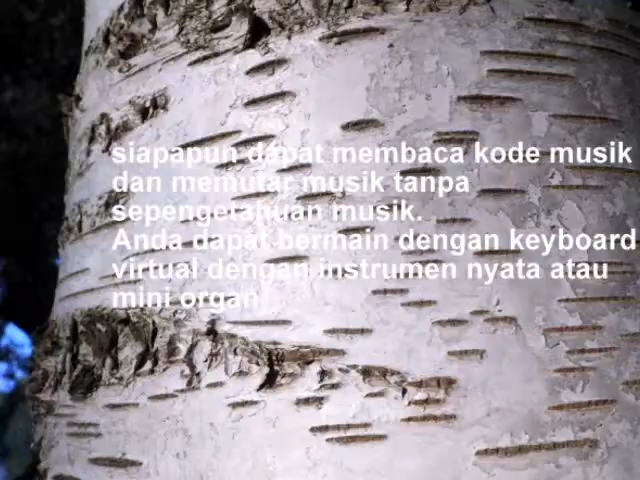 siapapun dapat membaca kode musik
dan memutar musik tanpa
sepengetahuan musik.
Anda dapat bermain dengan keyboard
virtual dengan instrumen nyata atau
mini organ